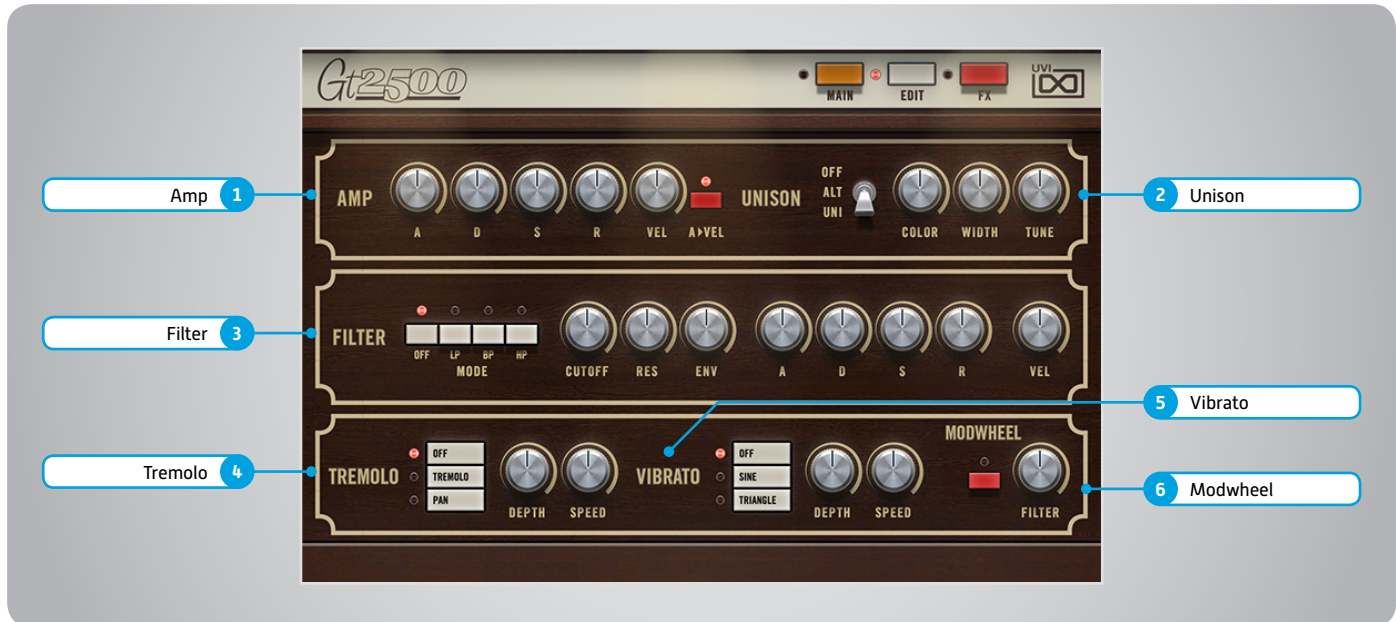 Gt2500
UVI
MAIN EDIT FX
Amp 1
AMP
A D S R VEL A▶VEL
UNISON
OFF
ALT
UNI
COLOR WIDTH TUNE
2 Unison
Filter 3
FILTER
OFF LP BP HP
MODE
CUTOFF RES ENV A D S R VEL
5 Vibrato
Tremolo 4
TREMOLO
OFF
TREMOLO
PAN
DEPTH SPEED
VIBRATO
OFF
SINE
TRIANGLE
DEPTH SPEED
MODWHEEL
FILTER
6 Modwheel